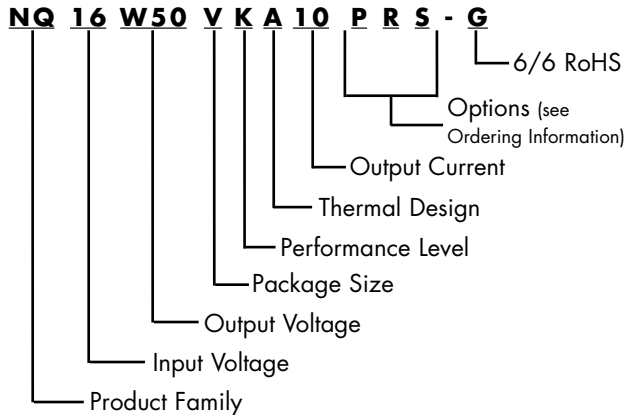 NQ 16 W50 V K A 10 P R S - G
6/6 RoHS
Options (see
Ordering Information)
Output Current
Thermal Design
Performance Level
Package Size
Output Voltage
Input Voltage
Product Family